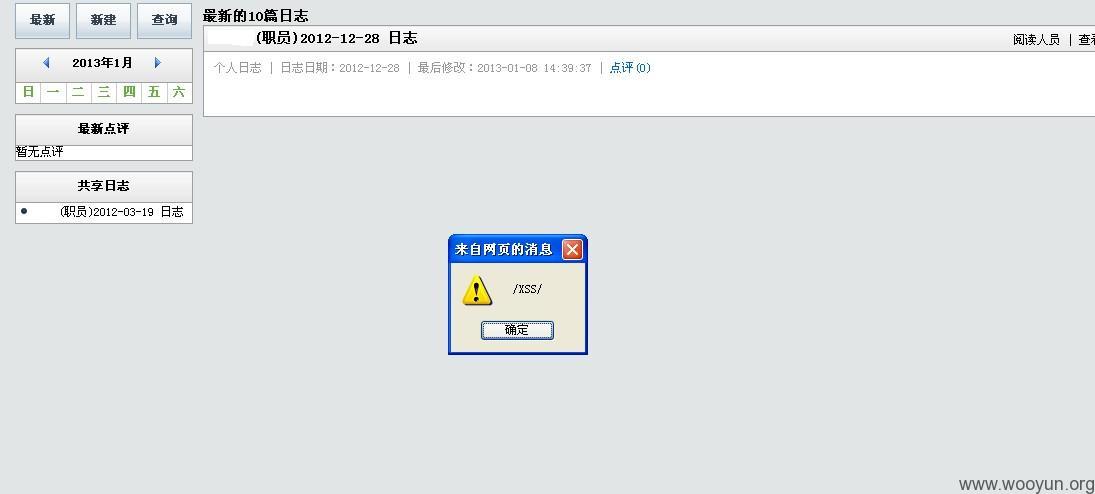 最新 新建 查询
2013年1月
日 一 二 三 四 五 六
最新点评
暂无点评
共享日志
(职员)2012-03-19 日志
最新的10篇日志
(职员)2012-12-28 日志
阅读人员 | 查看
个人日志 | 日志日期：2012-12-28 | 最后修改：2013-01-08 14:39:37 | 点评(0)
来自网页的消息
/XSS/
确定
www.wooyun.org